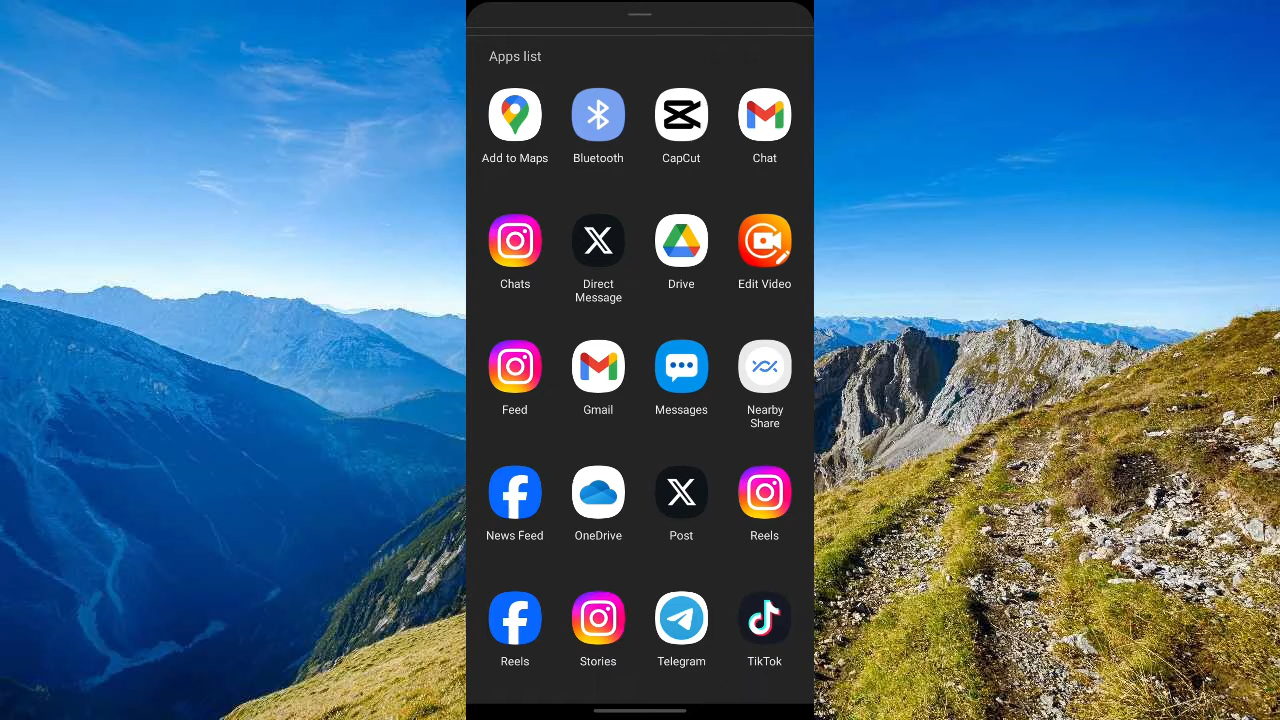 Apps list
Add to Maps
Bluetooth
CapCut
Chat
Chats
Direct
Message
Drive
Edit Video
Feed
Gmail
Messages
Nearby
Share
News Feed
OneDrive
Post
Reels
Reels
Stories
Telegram
TikTok